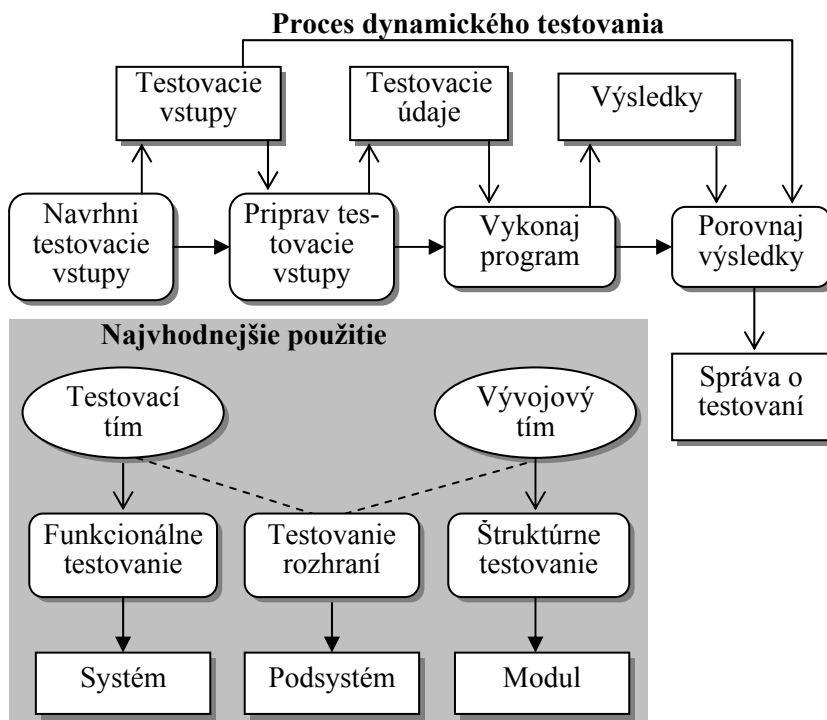 Proces dynamického testovania
Testovacie
vstupy
Testovacie
údaje
Výsledky
Navrhni
testovacie
vstupy
Priprav tes-
tovacie
vstupy
Vykonaj
program
Porovnaj
výsledky
Správa o
testovaní
Najvhodnejšie použitie
Testovací
tím
Vývojový
tím
Funkcionálne
testovanie
Testovanie
rozhraní
Štruktúrne
testovanie
Systém
Podsystém
Modul